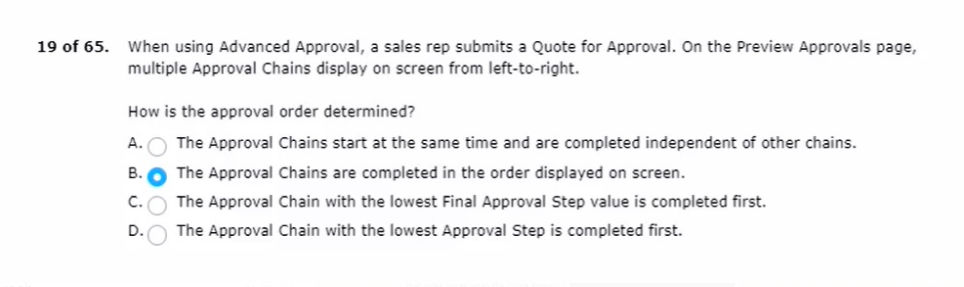 19 of 65. When using Advanced Approval, a sales rep submits a Quote for Approval. On the Preview Approvals page,
multiple Approval Chains display on screen from left-to-right.
How is the approval order determined?
A. The Approval Chains start at the same time and are completed independent of other chains.
B. The Approval Chains are completed in the order displayed on screen.
C. The Approval Chain with the lowest Final Approval Step value is completed first.
D. The Approval Chain with the lowest Approval Step is completed first.